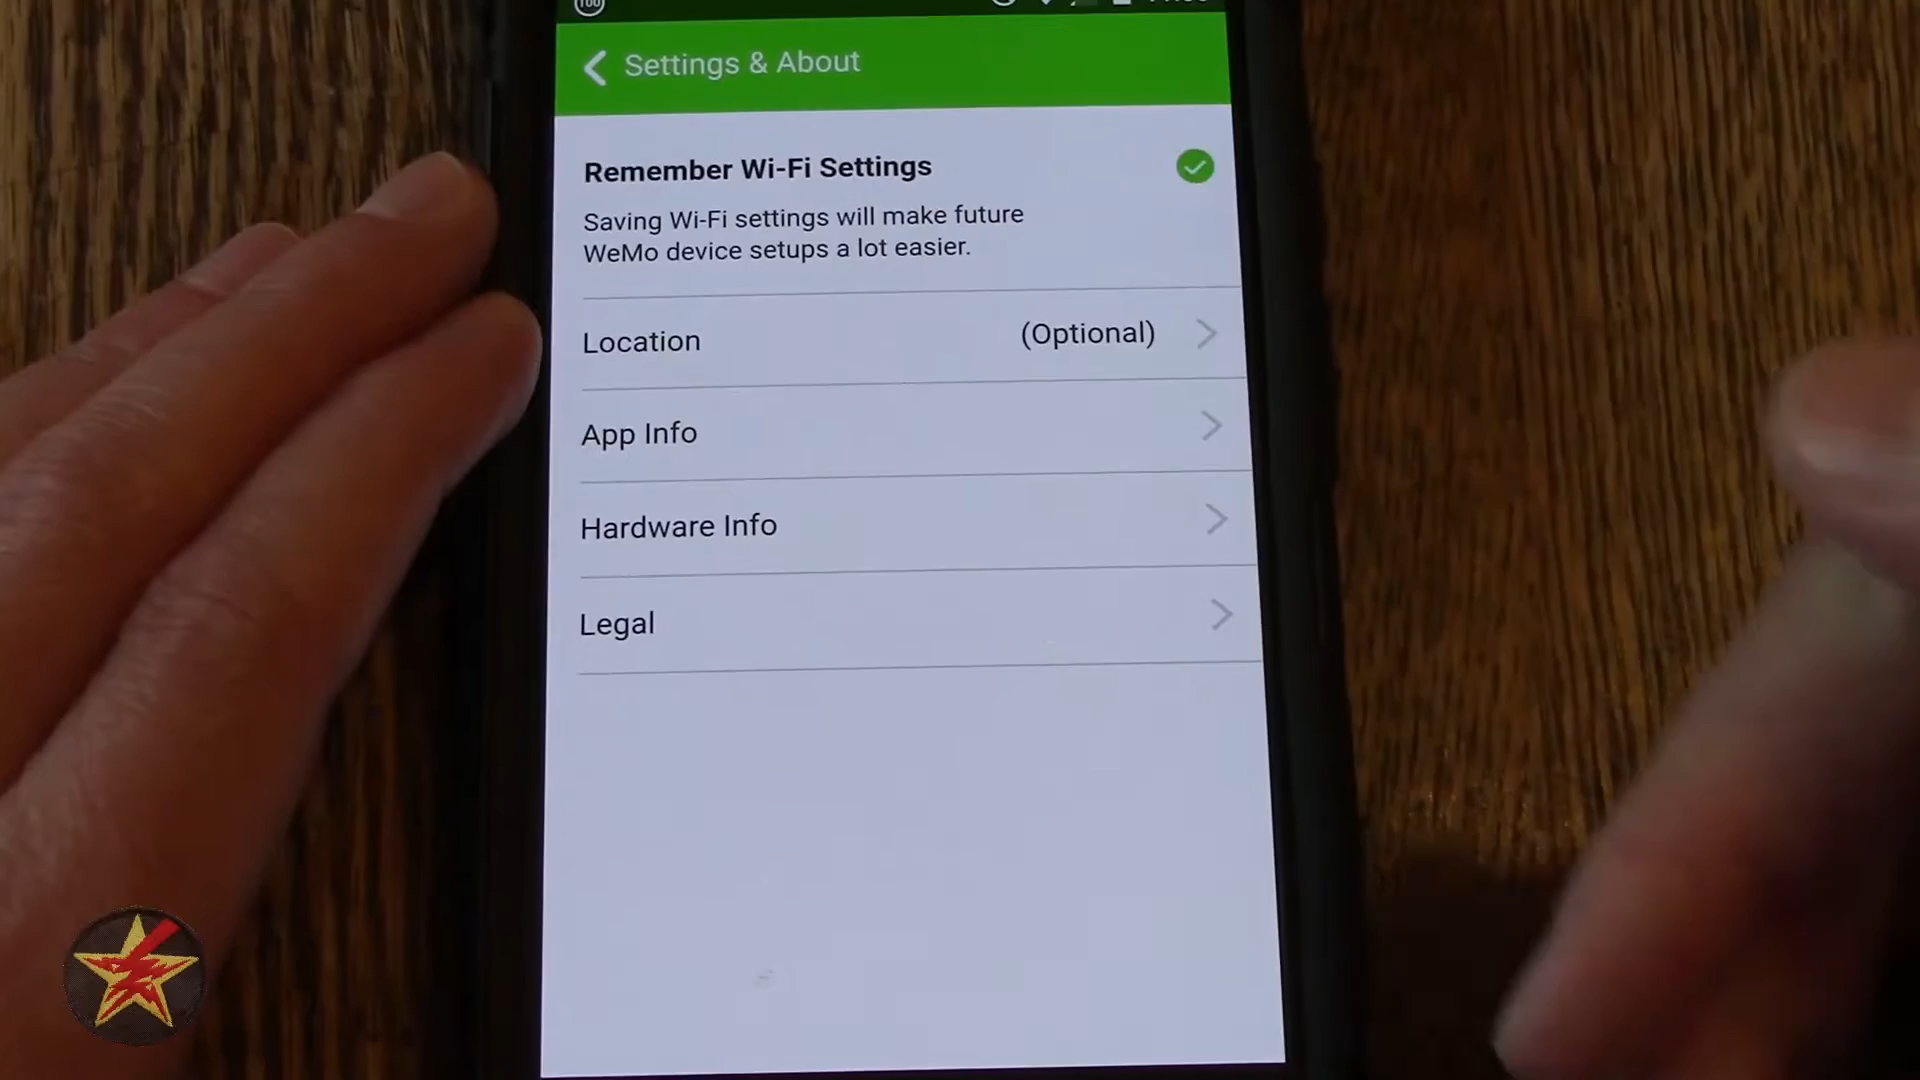 Settings & About
Remember Wi-Fi Settings
Saving Wi-Fi settings will make future
WeMo device setups a lot easier.
Location (Optional)
App Info
Hardware Info
Legal